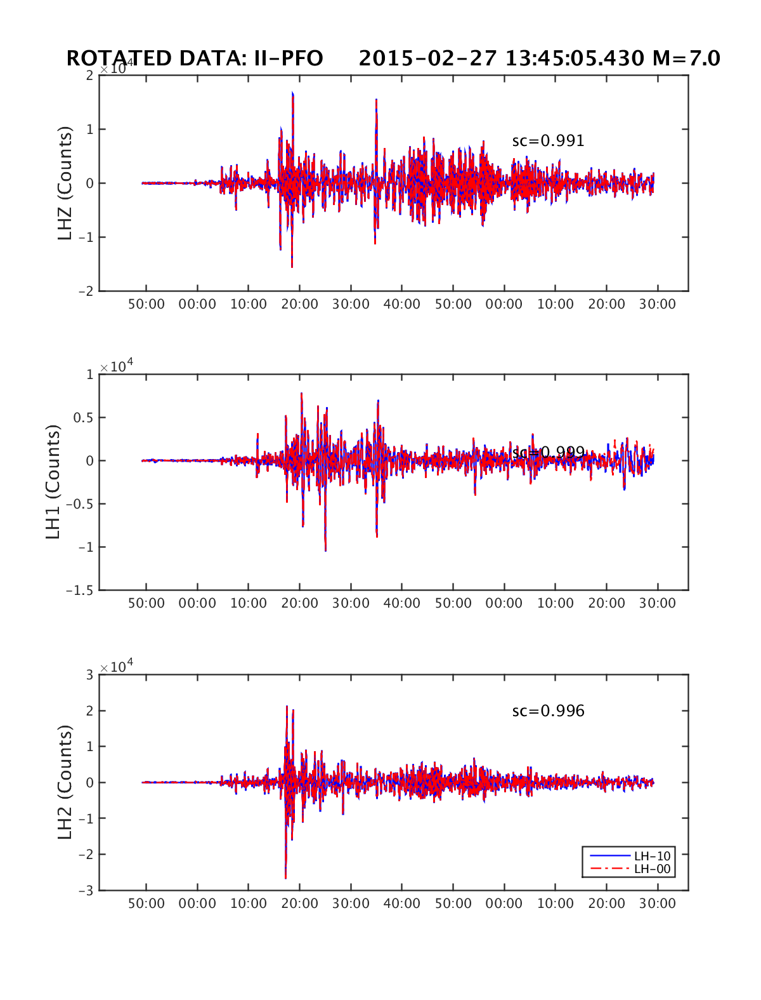 ROTATED DATA: II-PFO 2015-02-27 13:45:05.430 M=7.0
×10^4
2
1
0
-1
-2
LHZ (Counts)
sc=0.991
50:00 00:00 10:00 20:00 30:00 40:00 50:00 00:00 10:00 20:00 30:00
×10^4
1
0.5
0
-0.5
-1
-1.5
LH1 (Counts)
sc=0.999
50:00 00:00 10:00 20:00 30:00 40:00 50:00 00:00 10:00 20:00 30:00
×10^4
3
2
1
0
-1
-2
-3
LH2 (Counts)
sc=0.996
LH-10
LH-00
50:00 00:00 10:00 20:00 30:00 40:00 50:00 00:00 10:00 20:00 30:00